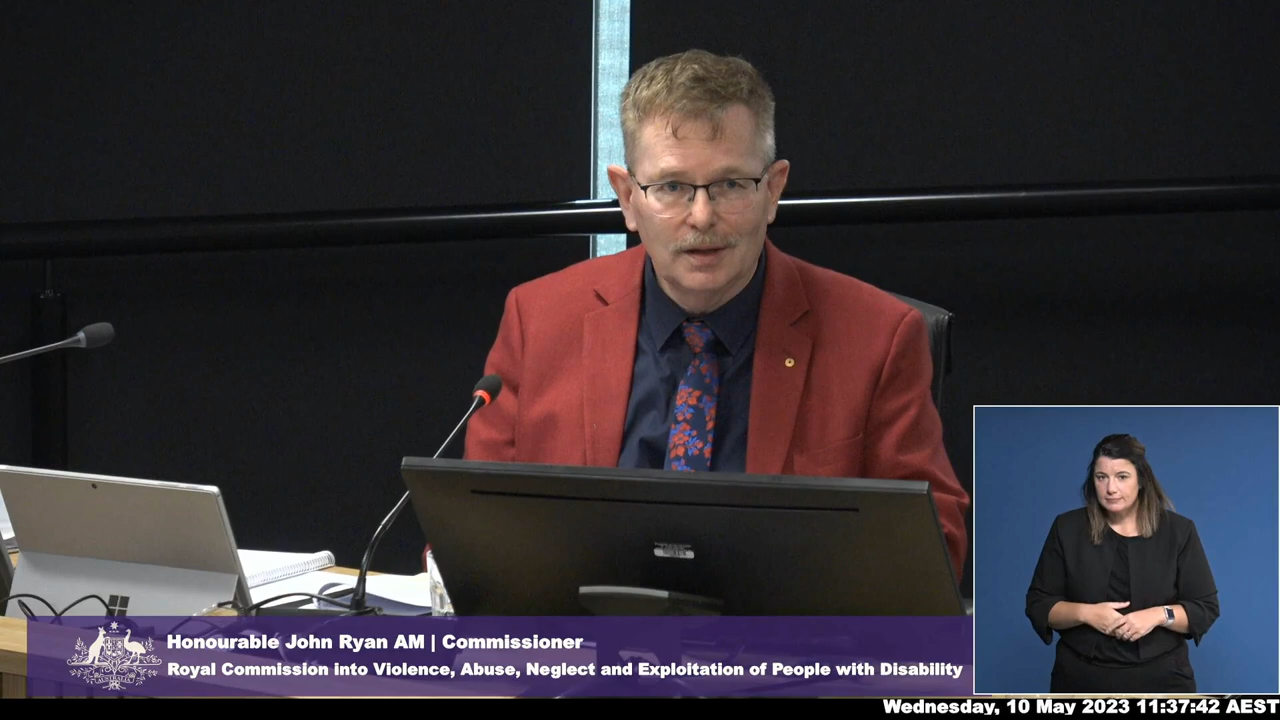 Honourable John Ryan AM | Commissioner
Royal Commission into Violence, Abuse, Neglect and Exploitation of People with Disability
Wednesday, 10 May 2023 11:37:42 AEST